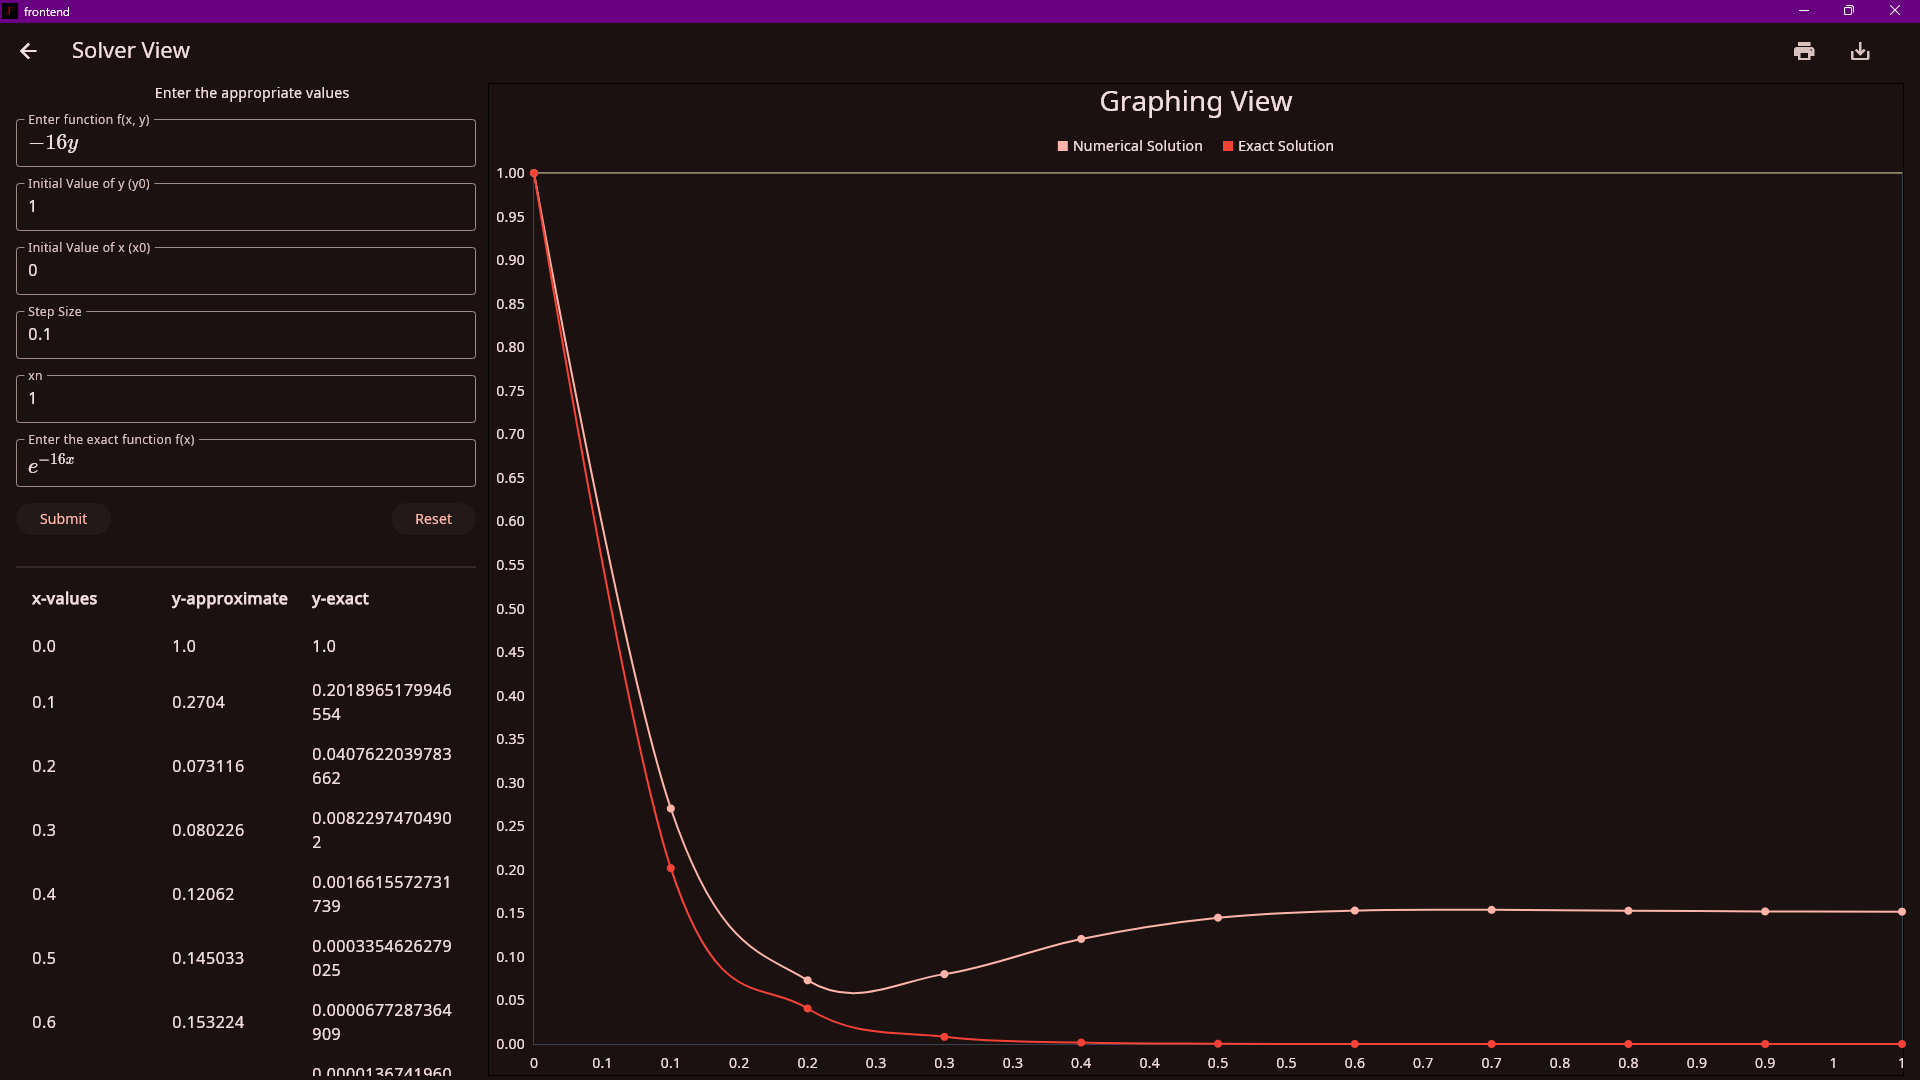 frontend
Solver View
Enter the appropriate values
Enter function f(x, y)
−16y
Initial Value of y (y0)
1
Initial Value of x (x0)
0
Step Size
0.1
xn
1
Enter the exact function f(x)
e^−16x
Submit
Reset
x-values y-approximate y-exact
0.0 1.0 1.0
0.1 0.2704 0.2018965179946
554
0.2 0.073116 0.0407622039783
662
0.3 0.080226 0.0082297470490
2
0.4 0.12062 0.0016615572731
739
0.5 0.145033 0.0003354626279
025
0.6 0.153224 0.0000677287364
909
0.0000136741960
Graphing View
Numerical Solution Exact Solution
1.00
0.95
0.90
0.85
0.80
0.75
0.70
0.65
0.60
0.55
0.50
0.45
0.40
0.35
0.30
0.25
0.20
0.15
0.10
0.05
0.00
0 0.1 0.1 0.2 0.2 0.3 0.3 0.3 0.4 0.4 0.5 0.5 0.6 0.7 0.7 0.8 0.8 0.9 0.9 1 1